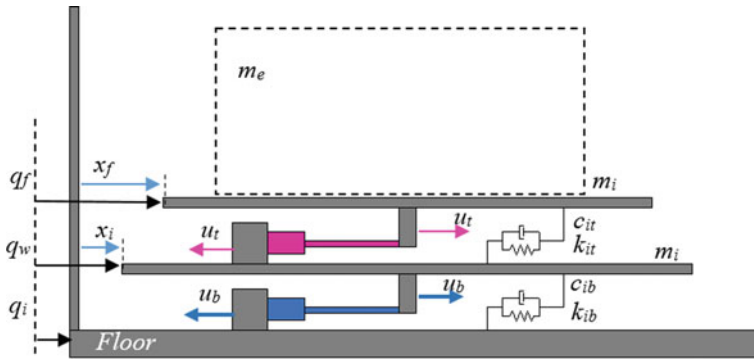 m_e
x_f
q_f
m_i
u_t
u_t
c_it
k_it
x_i
q_w
m_i
u_b
u_b
c_ib
k_ib
q_i
Floor